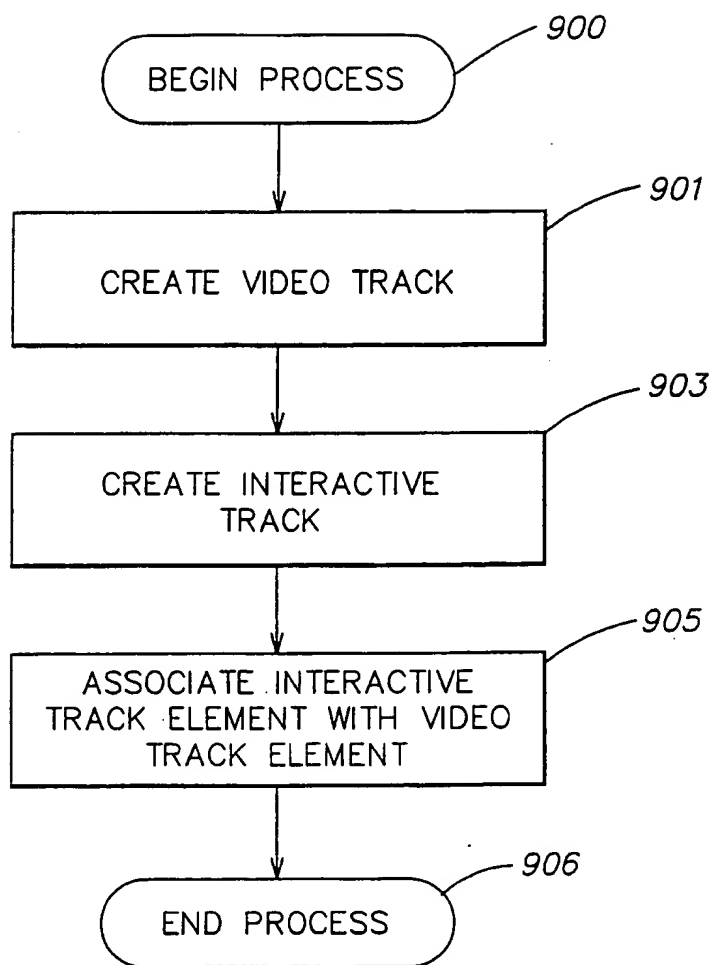 900
BEGIN PROCESS
901
CREATE VIDEO TRACK
903
CREATE INTERACTIVE
TRACK
905
ASSOCIATE INTERACTIVE
TRACK ELEMENT WITH VIDEO
TRACK ELEMENT
906
END PROCESS